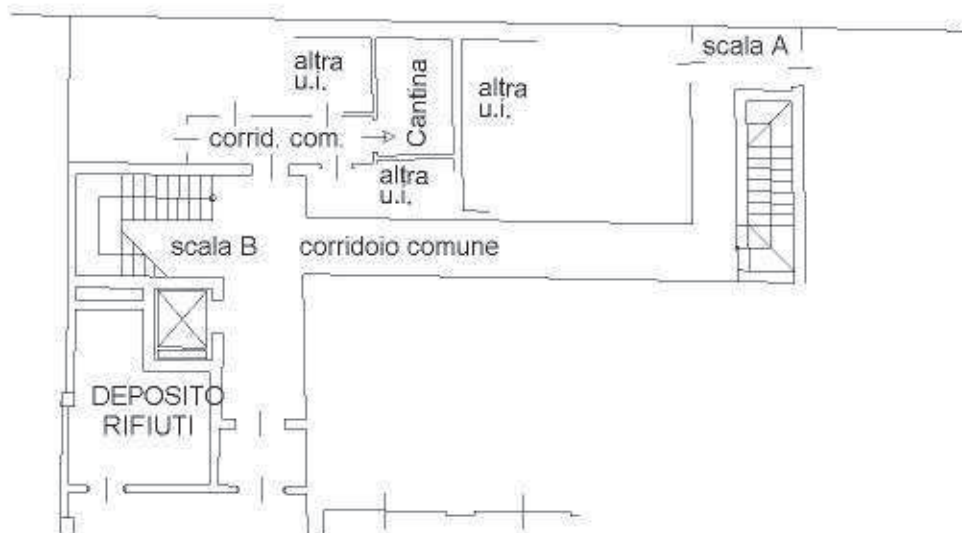 scala A
altra
u.i.
Cantina
altra
u.i.
corrid. com.
altra
u.i.
scala B
corridoio comune
DEPOSITO
RIFIUTI